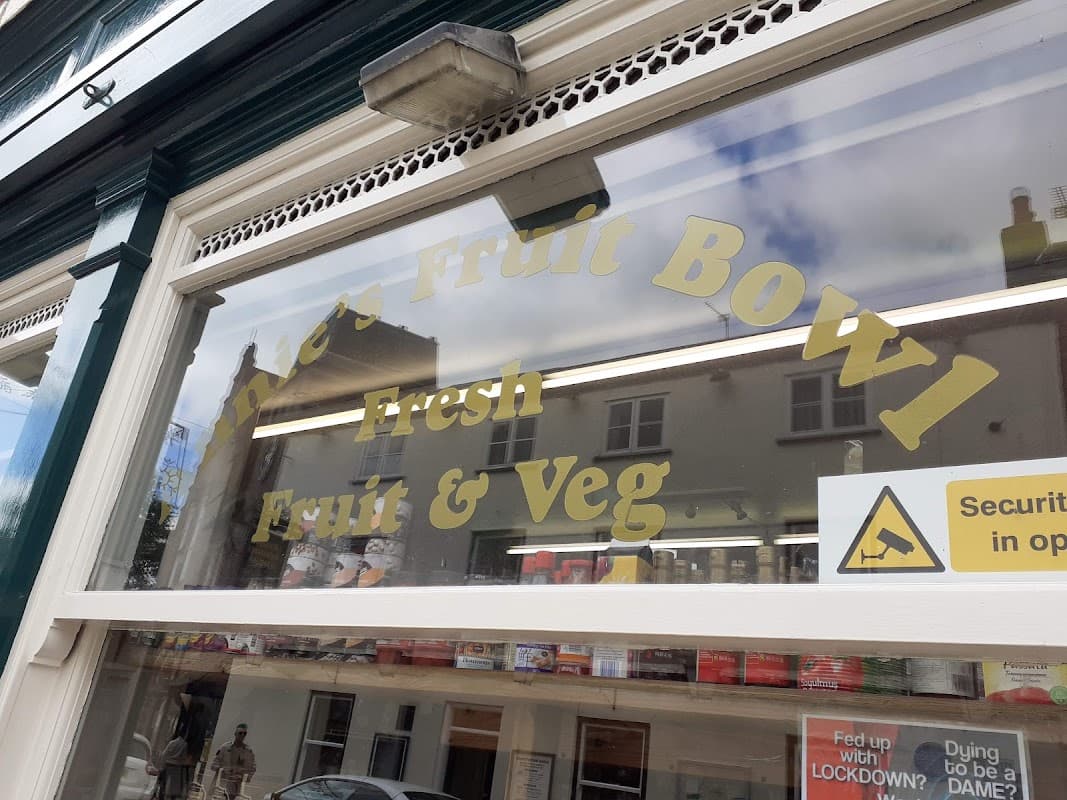 Fruit Bowl
Fresh
Fruit & Veg
Securit
in op
Fed up
with
LOCKDOWN?
Dying
to be a
DAME?